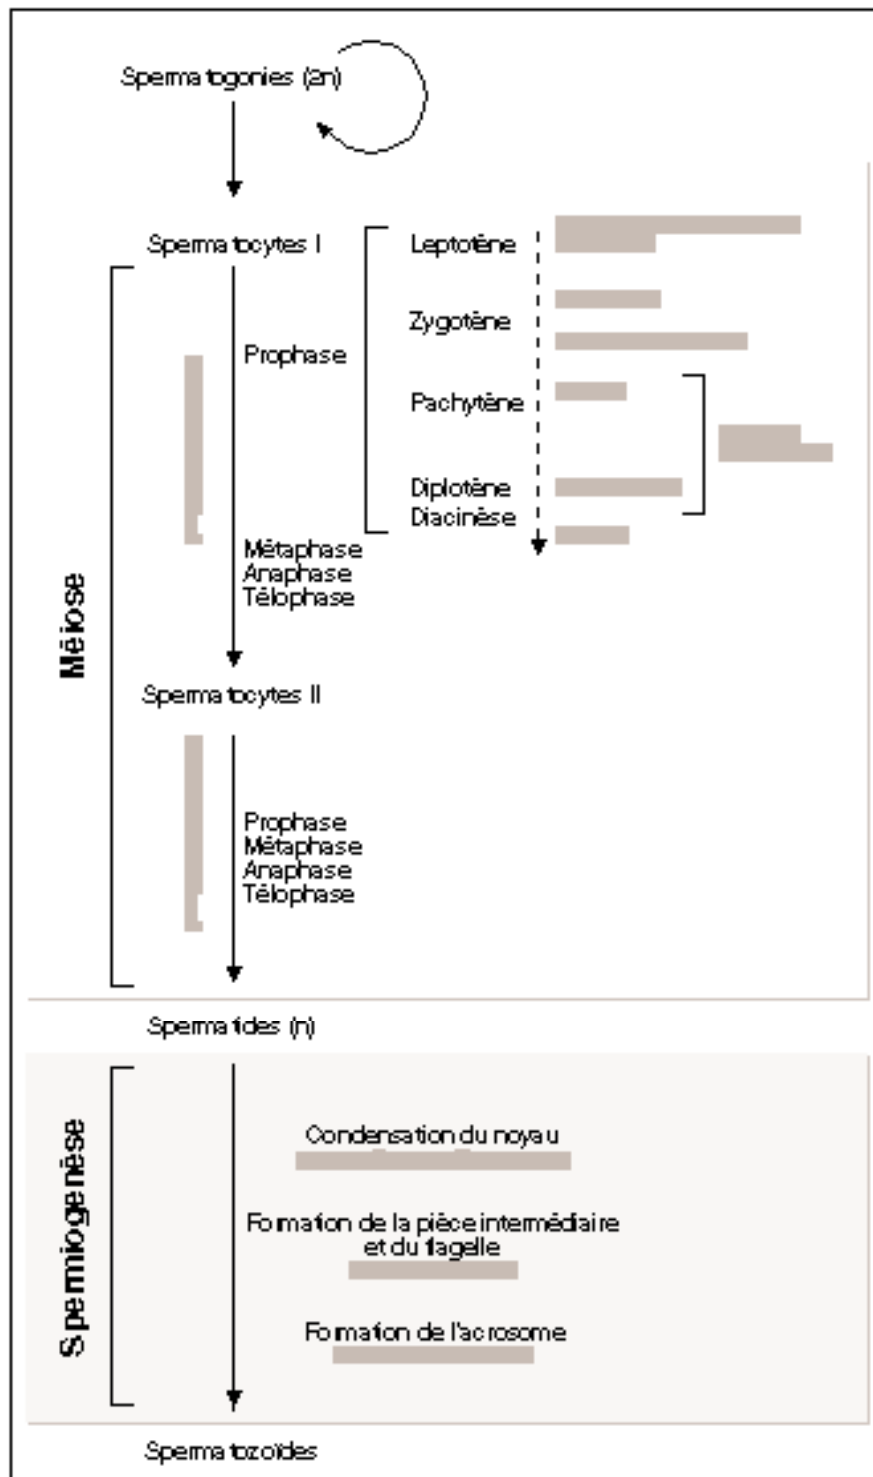 Spermatogonies (2n)
Spermatocytes I
Leptotène
Zygotène
Prophase
Pachytène
Diplotène
Diacinèse
Métaphase
Anaphase
Télophase
Méiose
Spermatocytes II
Prophase
Métaphase
Anaphase
Télophase
Spermatides (n)
Spermiogenèse
Condensation du noyau
Formation de la pièce intermédiaire
et du flagelle
Formation de l'acrosome
Spermatozoïdes